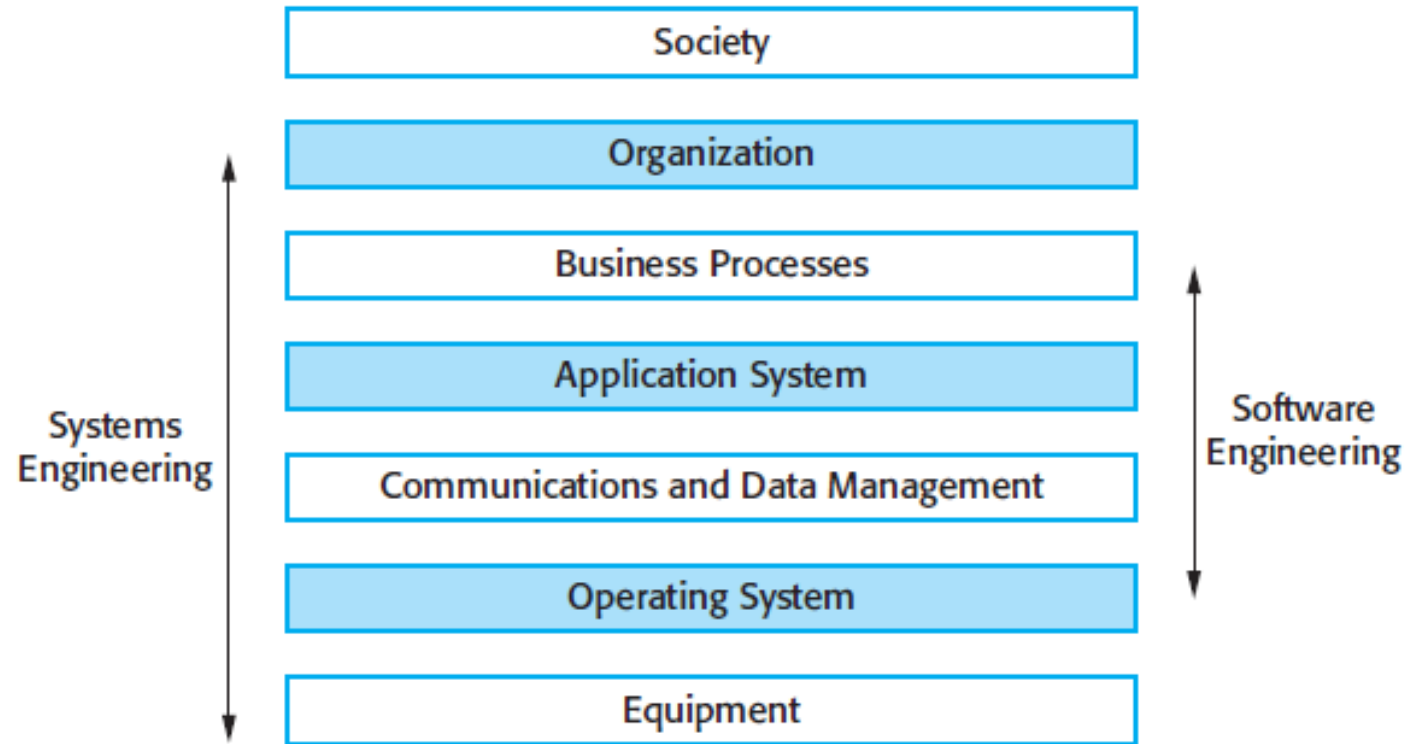 Society
Organization
Business Processes
Application System
Communications and Data Management
Operating System
Equipment
Systems
Engineering
Software
Engineering